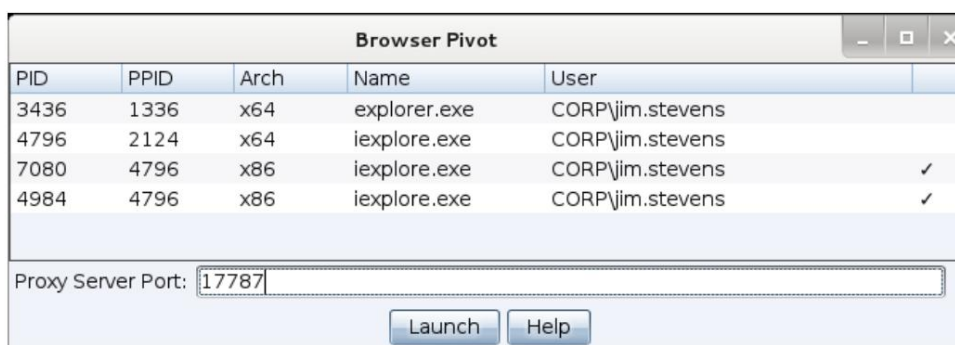 Browser Pivot
PID PPID Arch Name User
3436 1336 x64 explorer.exe CORP\jim.stevens
4796 2124 x64 iexplore.exe CORP\jim.stevens
7080 4796 x86 iexplore.exe CORP\jim.stevens ✓
4984 4796 x86 iexplore.exe CORP\jim.stevens ✓
Proxy Server Port: 17787
Launch Help